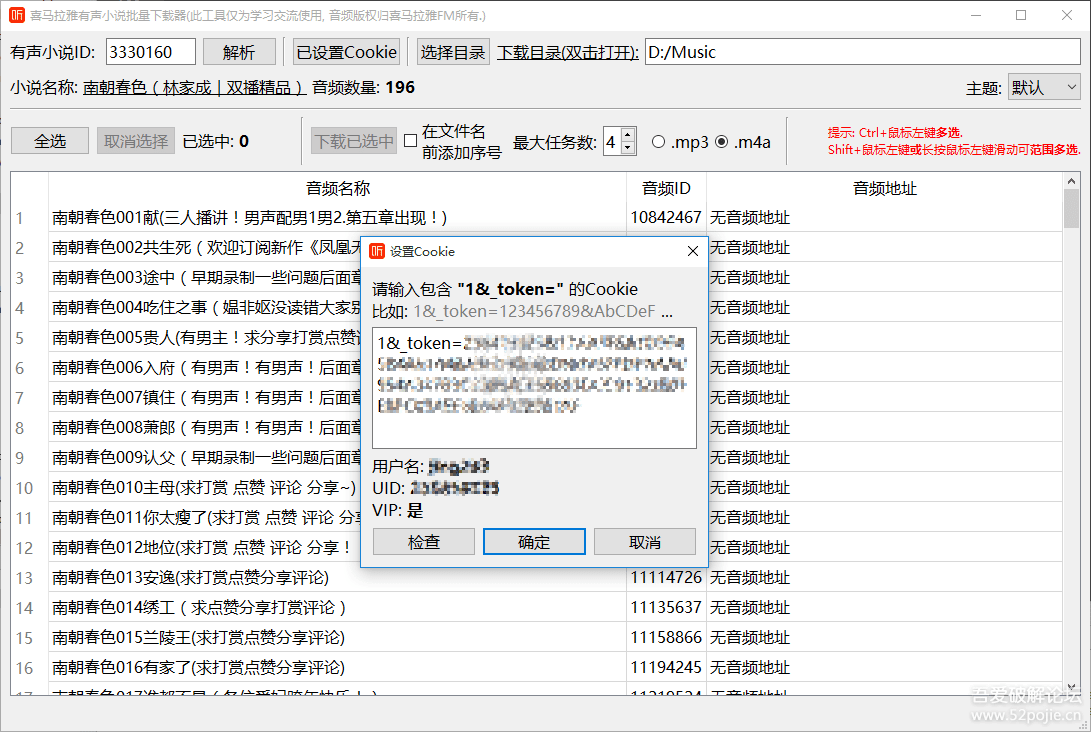 听 喜马拉雅有声小说批量下载器(此工具仅为学习交流使用, 音频版权归喜马拉雅FM所有.)
有声小说ID: 3330160 解析 已设置Cookie 选择目录 下载目录(双击打开): D:/Music
小说名称: 南朝春色（林家成｜双播精品） 音频数量: 196 主题: 默认
全选 取消选择 已选中: 0 下载已选中 在文件名前添加序号 最大任务数: 4 .mp3 .m4a
提示: Ctrl+鼠标左键多选.
Shift+鼠标左键或长按鼠标左键滑动可范围多选.
音频名称 音频ID 音频地址
1 南朝春色001献(三人播讲！男声配男1男2.第五章出现！) 10842467 无音频地址
2 南朝春色002共生死（欢迎订阅新作《凤凰 无音频地址
3 南朝春色003途中（早期录制一些问题后面章 无音频地址
4 南朝春色004吃住之事（媪非妪没读错大家别 无音频地址
5 南朝春色005贵人(有男主！求分享打赏点赞 无音频地址
6 南朝春色006入府（有男声！有男声！后面章 无音频地址
7 南朝春色007镇住（有男声！有男声！后面章 无音频地址
8 南朝春色008萧郎（有男声！有男声！后面章 无音频地址
9 南朝春色009认父（早期录制一些问题后面章 无音频地址
10 南朝春色010主母(求打赏 点赞 评论 分享~) 无音频地址
11 南朝春色011你太瘦了(求打赏 点赞 评论 分享 无音频地址
12 南朝春色012地位(求打赏 点赞 评论 分享！ 无音频地址
13 南朝春色013安逸(求打赏点赞分享评论) 11114726 无音频地址
14 南朝春色014绣工（求点赞分享打赏评论） 11135637 无音频地址
15 南朝春色015兰陵王(求打赏点赞分享评论) 11158866 无音频地址
16 南朝春色016有家了(求打赏点赞分享评论) 11194245 无音频地址
听 设置Cookie
请输入包含 "1&_token=" 的Cookie
比如: 1&_token=123456789&AbCDeF ...
1&_token=
用户名:
UID:
VIP: 是
检查 确定 取消
吾爱破解论坛
www.52pojie.cn